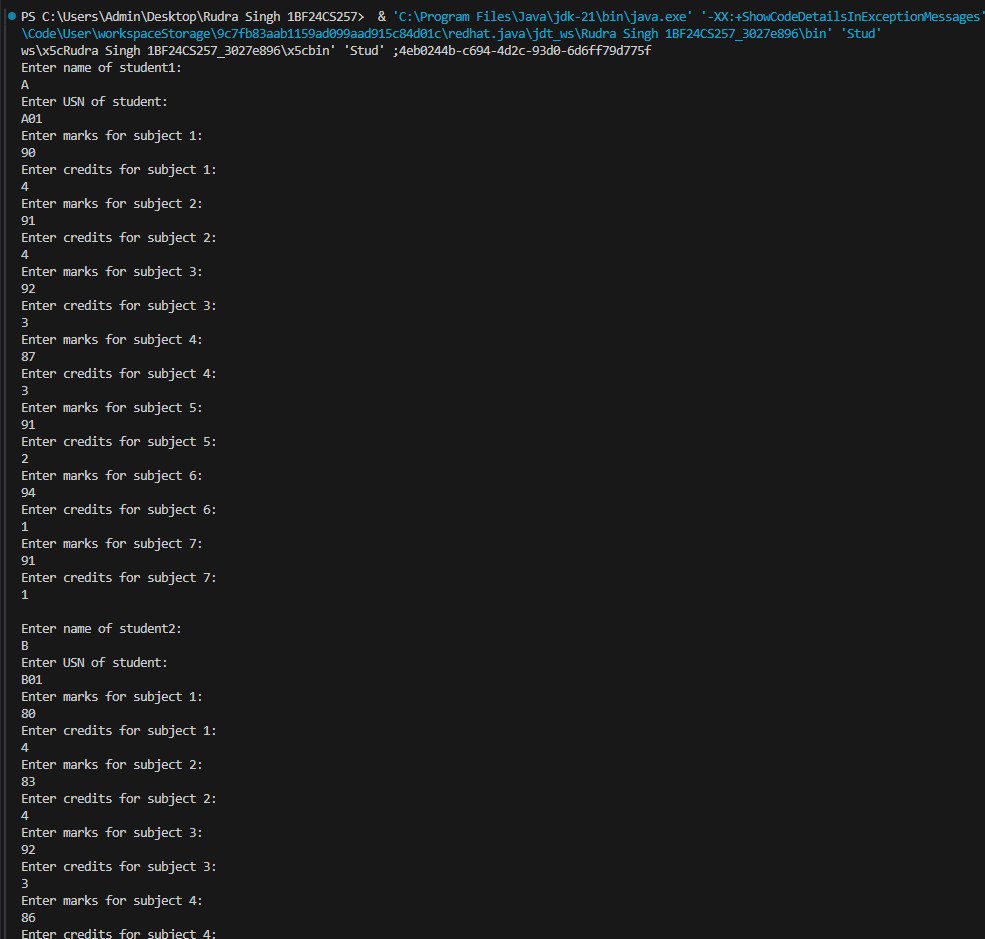 PS C:\Users\Admin\Desktop\Rudra Singh 1BF24CS257>  & 'C:\Program Files\Java\jdk-21\bin\java.exe' '-XX:+ShowCodeDetailsInExceptionMessages'
\Code\User\workspaceStorage\9c7fb83aab1159ad099aad915c84d01c\redhat.java\jdt_ws\Rudra Singh 1BF24CS257_3027e896\bin' 'Stud'
ws\x5cRudra Singh 1BF24CS257_3027e896\x5cbin' 'Stud' ;4eb0244b-c694-4d2c-93d0-6d6ff79d775f
Enter name of student1:
A
Enter USN of student:
A01
Enter marks for subject 1:
90
Enter credits for subject 1:
4
Enter marks for subject 2:
91
Enter credits for subject 2:
4
Enter marks for subject 3:
92
Enter credits for subject 3:
3
Enter marks for subject 4:
87
Enter credits for subject 4:
3
Enter marks for subject 5:
91
Enter credits for subject 5:
2
Enter marks for subject 6:
94
Enter credits for subject 6:
1
Enter marks for subject 7:
91
Enter credits for subject 7:
1
Enter name of student2:
B
Enter USN of student:
B01
Enter marks for subject 1:
80
Enter credits for subject 1:
4
Enter marks for subject 2:
83
Enter credits for subject 2:
4
Enter marks for subject 3:
92
Enter credits for subject 3:
3
Enter marks for subject 4:
86
Enter credits for subject 4: